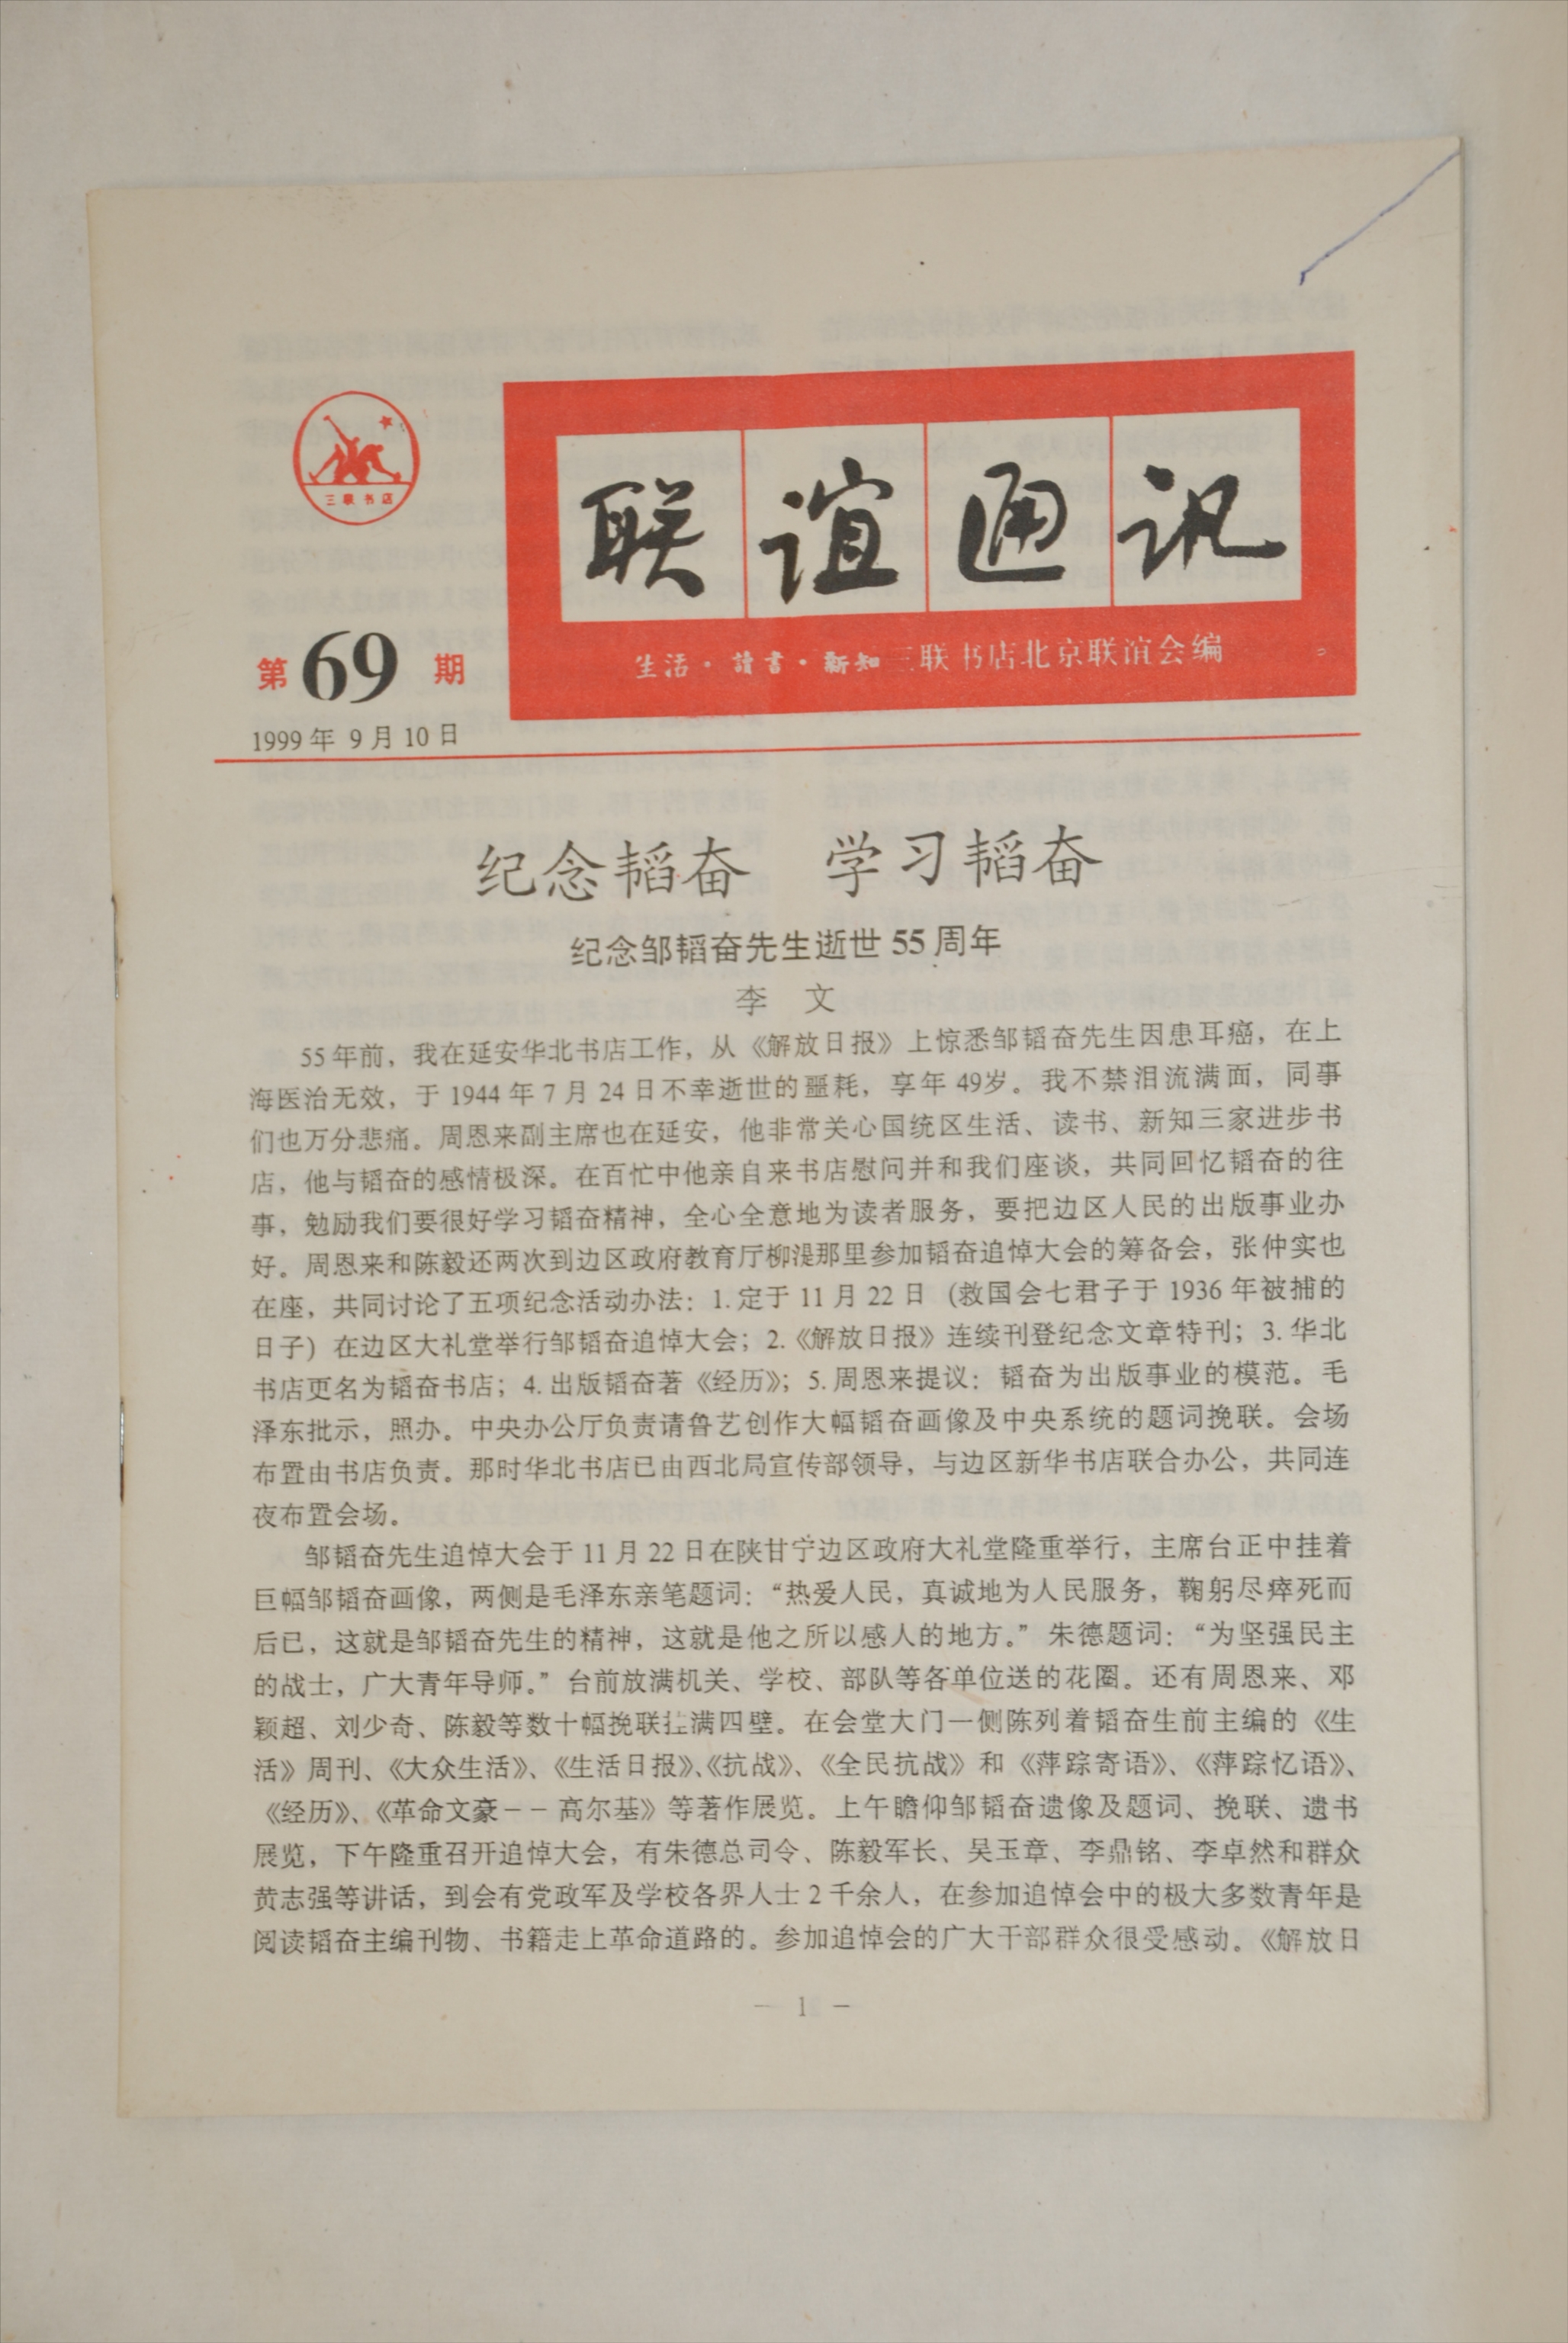 三联书店
联谊通讯
生活·讀書·新知三联书店北京联谊会编
第69期
1999年 9月10日
纪念韬奋 学习韬奋
纪念邹韬奋先生逝世55周年
李 文
55年前，我在延安华北书店工作，从《解放日报》上惊悉邹韬奋先生因患耳癌，在上
海医治无效，于1944年7月24日不幸逝世的噩耗，享年49岁。我不禁泪流满面，同事
们也万分悲痛。周恩来副主席也在延安，他非常关心国统区生活、读书、新知三家进步书
店，他与韬奋的感情极深。在百忙中他亲自来书店慰问并和我们座谈，共同回忆韬奋的往
事，勉励我们要很好学习韬奋精神，全心全意地为读者服务，要把边区人民的出版事业办
好。周恩来和陈毅还两次到边区政府教育厅柳湜那里参加韬奋追悼大会的筹备会，张仲实也
在座，共同讨论了五项纪念活动办法：1.定于11月22日（救国会七君子于1936年被捕的
日子）在边区大礼堂举行邹韬奋追悼大会；2.《解放日报》连续刊登纪念文章特刊；3.华北
书店更名为韬奋书店；4.出版韬奋著《经历》；5.周恩来提议：韬奋为出版事业的模范。毛
泽东批示，照办。中央办公厅负责请鲁艺创作大幅韬奋画像及中央系统的题词挽联。会场
布置由书店负责。那时华北书店已由西北局宣传部领导，与边区新华书店联合办公，共同连
夜布置会场。
邹韬奋先生追悼大会于11月22日在陕甘宁边区政府大礼堂隆重举行，主席台正中挂着
巨幅邹韬奋画像，两侧是毛泽东亲笔题词：“热爱人民，真诚地为人民服务，鞠躬尽瘁死而
后已，这就是邹韬奋先生的精神，这就是他之所以感人的地方。”朱德题词：“为坚强民主
的战士，广大青年导师。”台前放满机关、学校、部队等各单位送的花圈。还有周恩来、邓
颖超、刘少奇、陈毅等数十幅挽联挂满四壁。在会堂大门一侧陈列着韬奋生前主编的《生
活》周刊、《大众生活》、《生活日报》、《抗战》、《全民抗战》和《萍踪寄语》、《萍踪忆语》、
《经历》、《革命文豪－－高尔基》等著作展览。上午瞻仰邹韬奋遗像及题词、挽联、遗书
展览，下午隆重召开追悼大会，有朱德总司令、陈毅军长、吴玉章、李鼎铭、李卓然和群众
黄志强等讲话，到会有党政军及学校各界人士2千余人，在参加追悼会中的极大多数青年是
阅读韬奋主编刊物、书籍走上革命道路的。参加追悼会的广大干部群众很受感动。《解放日
— 1 —